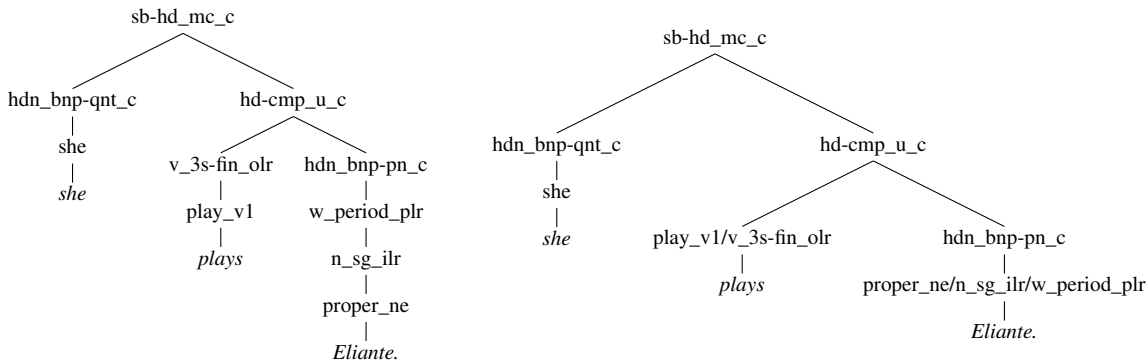 sb-hd_mc_c
hdn_bnp-qnt_c
she
she
hd-cmp_u_c
v_3s-fin_olr
play_v1
plays
hdn_bnp-pn_c
w_period_plr
n_sg_ilr
proper_ne
Eliante.
sb-hd_mc_c
hdn_bnp-qnt_c
she
she
hd-cmp_u_c
play_v1/v_3s-fin_olr
plays
hdn_bnp-pn_c
proper_ne/n_sg_ilr/w_period_plr
Eliante.